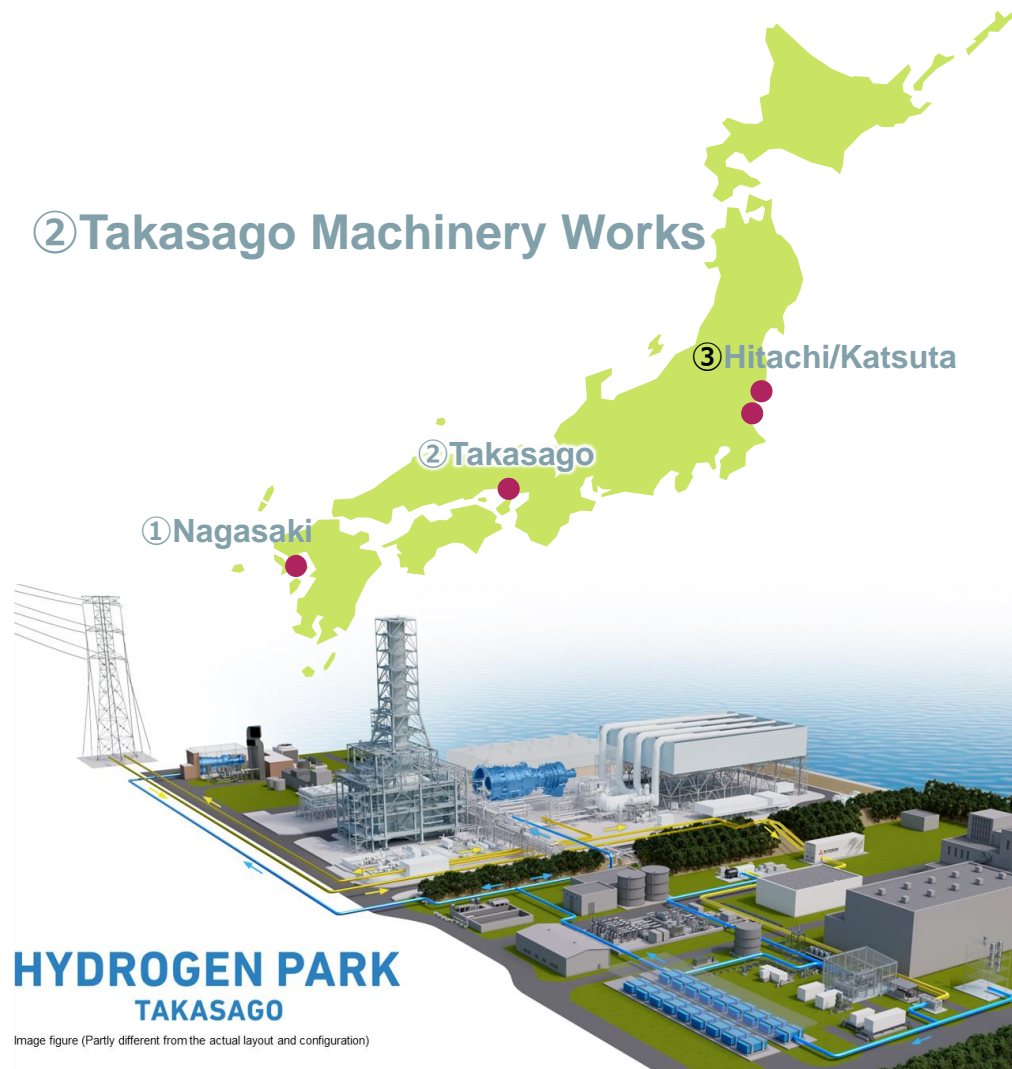 ②Takasago Machinery Works
③Hitachi/Katsuta
②Takasago
①Nagasaki
HYDROGEN PARK
TAKASAGO
Image figure (Partly different from the actual layout and configuration)